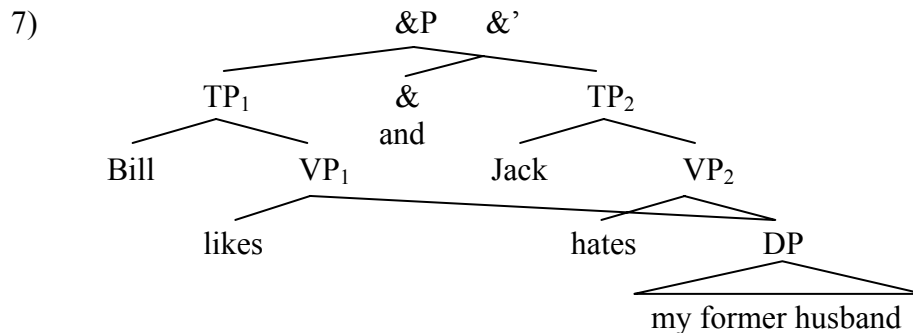 7) &P &’
TP₁ & TP₂
and
Bill VP₁ Jack VP₂
likes hates DP
my former husband